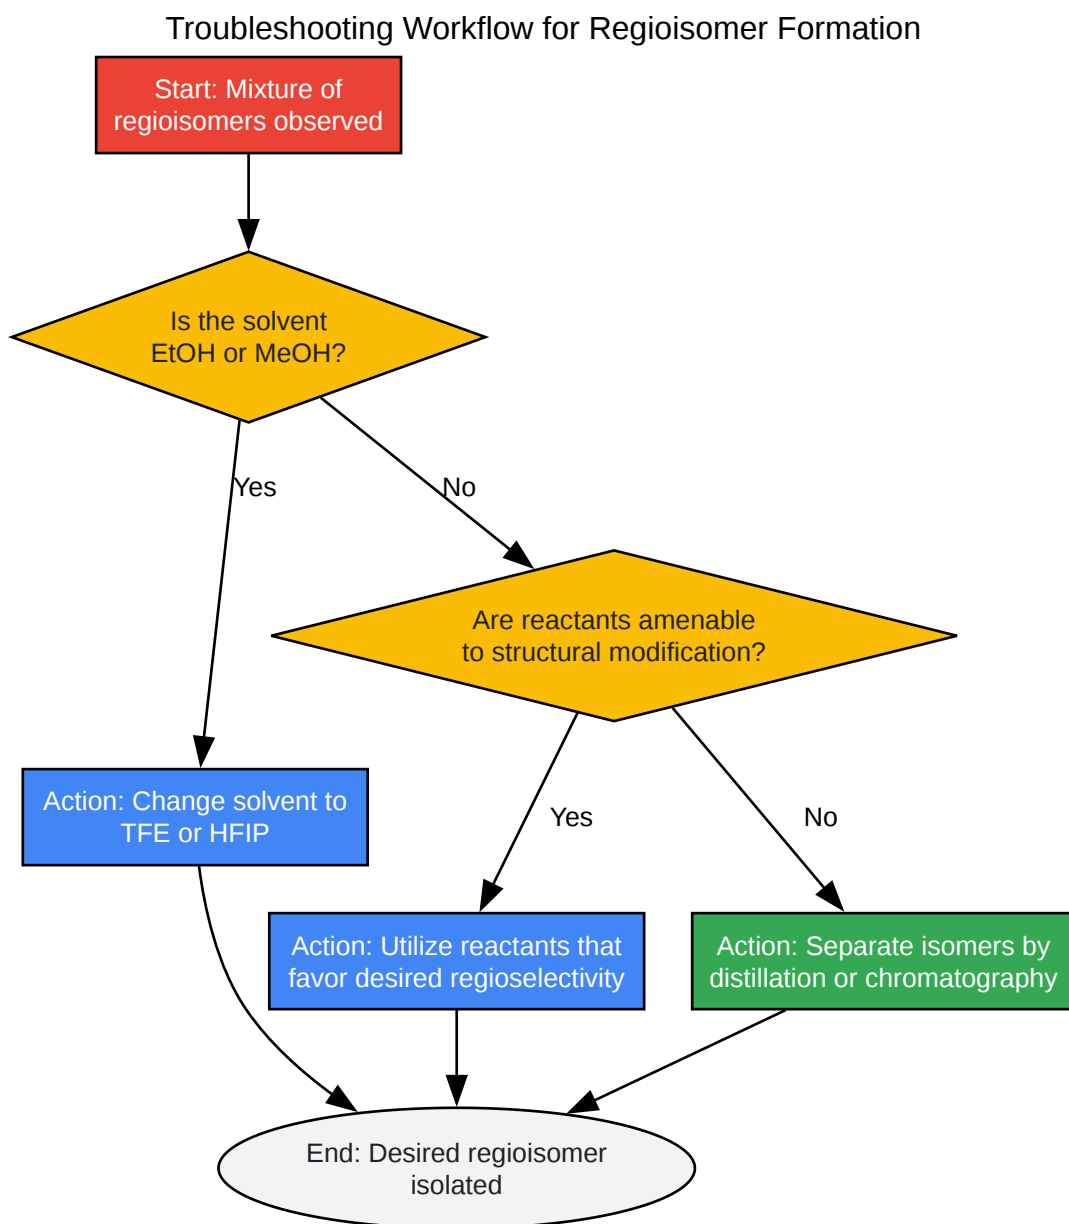 Troubleshooting Workflow for Regioisomer Formation
Start: Mixture of
regioisomers observed
Is the solvent
EtOH or MeOH?
Yes
No
Are reactants amenable
to structural modification?
Action: Change solvent to
TFE or HFIP
Yes
No
Action: Utilize reactants that
favor desired regioselectivity
Action: Separate isomers by
distillation or chromatography
End: Desired regioisomer
isolated